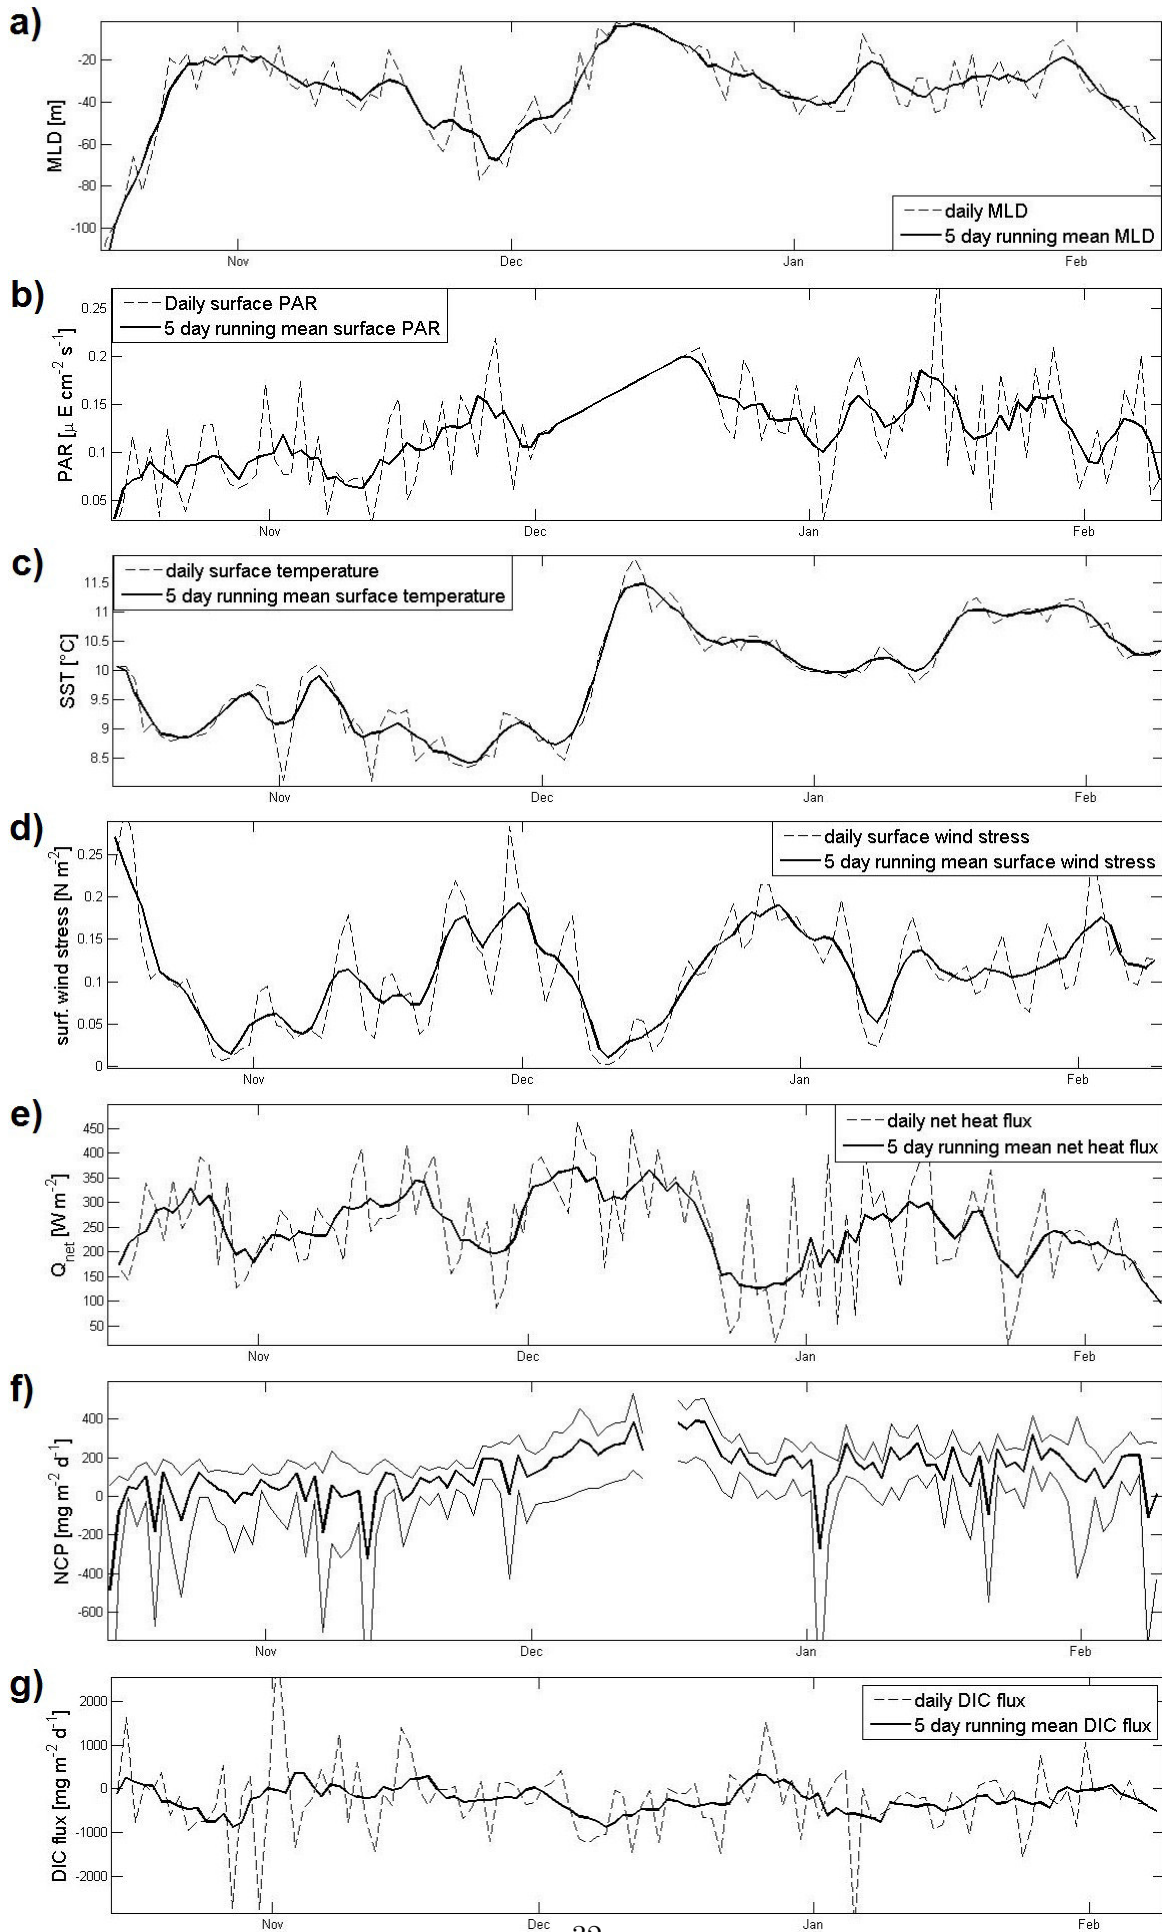 a)
MLD [m]
-20
-40
-60
-80
-100
daily MLD
5 day running mean MLD
Nov Dec Jan Feb
b)
PAR [μ E cm-2 s-1]
0.25
0.2
0.15
0.1
0.05
Daily surface PAR
5 day running mean surface PAR
Nov Dec Jan Feb
c)
SST [°C]
11.5
11
10.5
10
9.5
9
8.5
daily surface temperature
5 day running mean surface temperature
Nov Dec Jan Feb
d)
surf. wind stress [N m-2]
0.25
0.2
0.15
0.1
0.05
0
daily surface wind stress
5 day running mean surface wind stress
Nov Dec Jan Feb
e)
Qnet [W m-2]
450
400
350
300
250
200
150
100
50
daily net heat flux
5 day running mean net heat flux
Nov Dec Jan Feb
f)
NCP [mg m-2 d-1]
400
200
0
-200
-400
-600
Nov Dec Jan Feb
g)
DIC flux [mg m-2 d-1]
2000
1000
0
-1000
-2000
daily DIC flux
5 day running mean DIC flux
Nov Dec Jan Feb